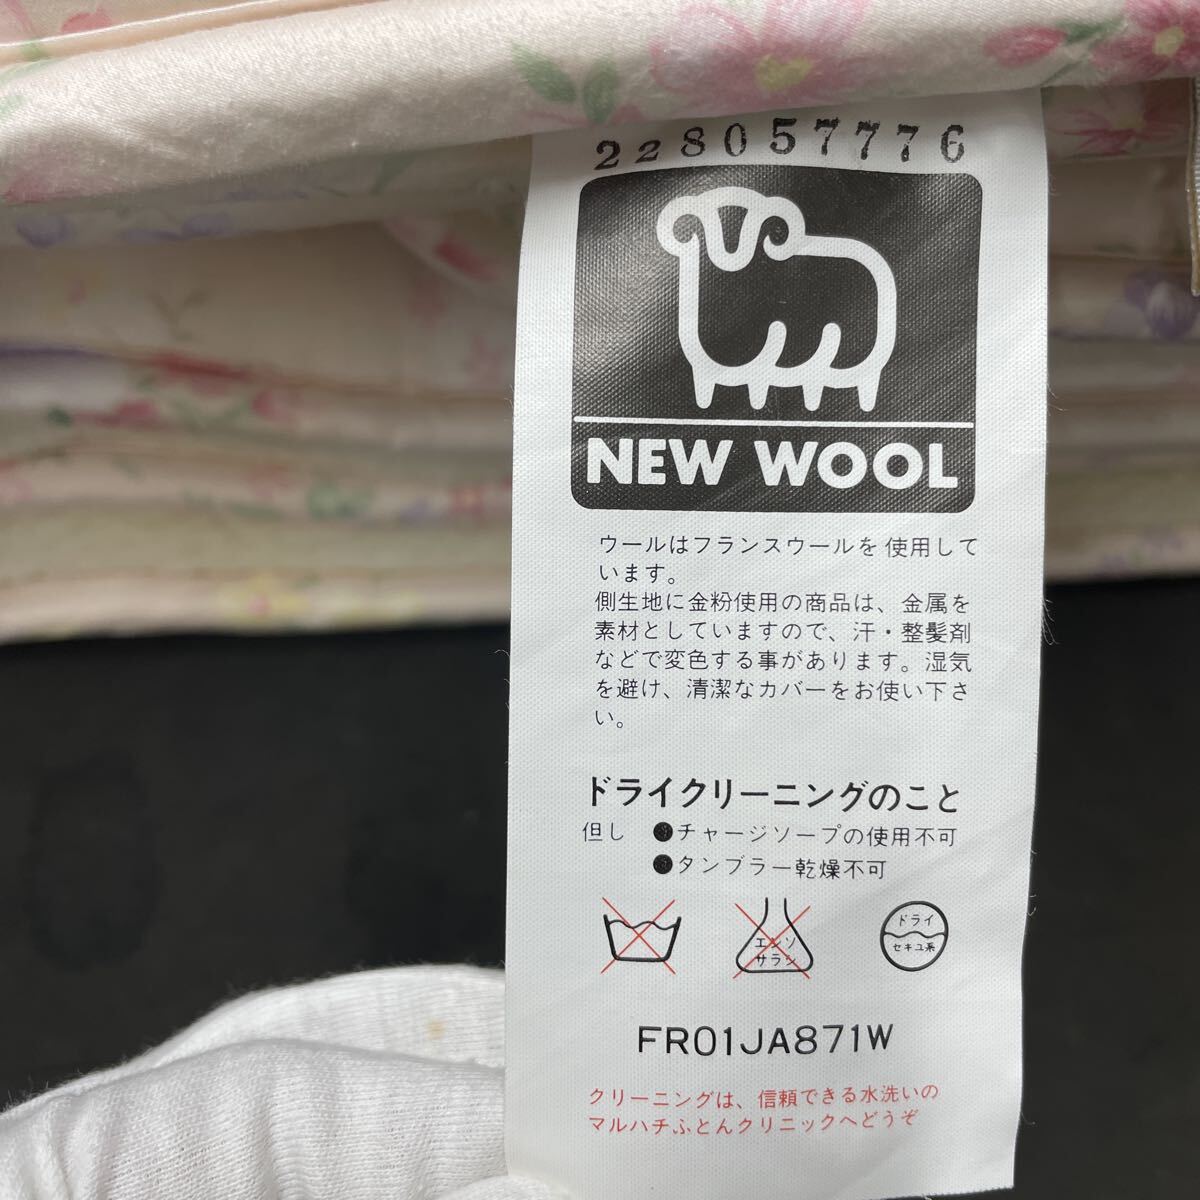 228057776
NEW WOOL
ウールはフランスウールを使用して
います。
側生地に金粉使用の商品は、金属を
素材としていますので、汗・整髪剤
などで変色する事があります。湿気
を避け、清潔なカバーをお使い下さ
い。
ドライクリーニングのこと
但し ●チャージソープの使用不可
●タンブラー乾燥不可
エンソ
サラシ
ドライ
セキユ系
FR01JA871W
クリーニングは、信頼できる水洗いの
マルハチふとんクリニックへどうぞ